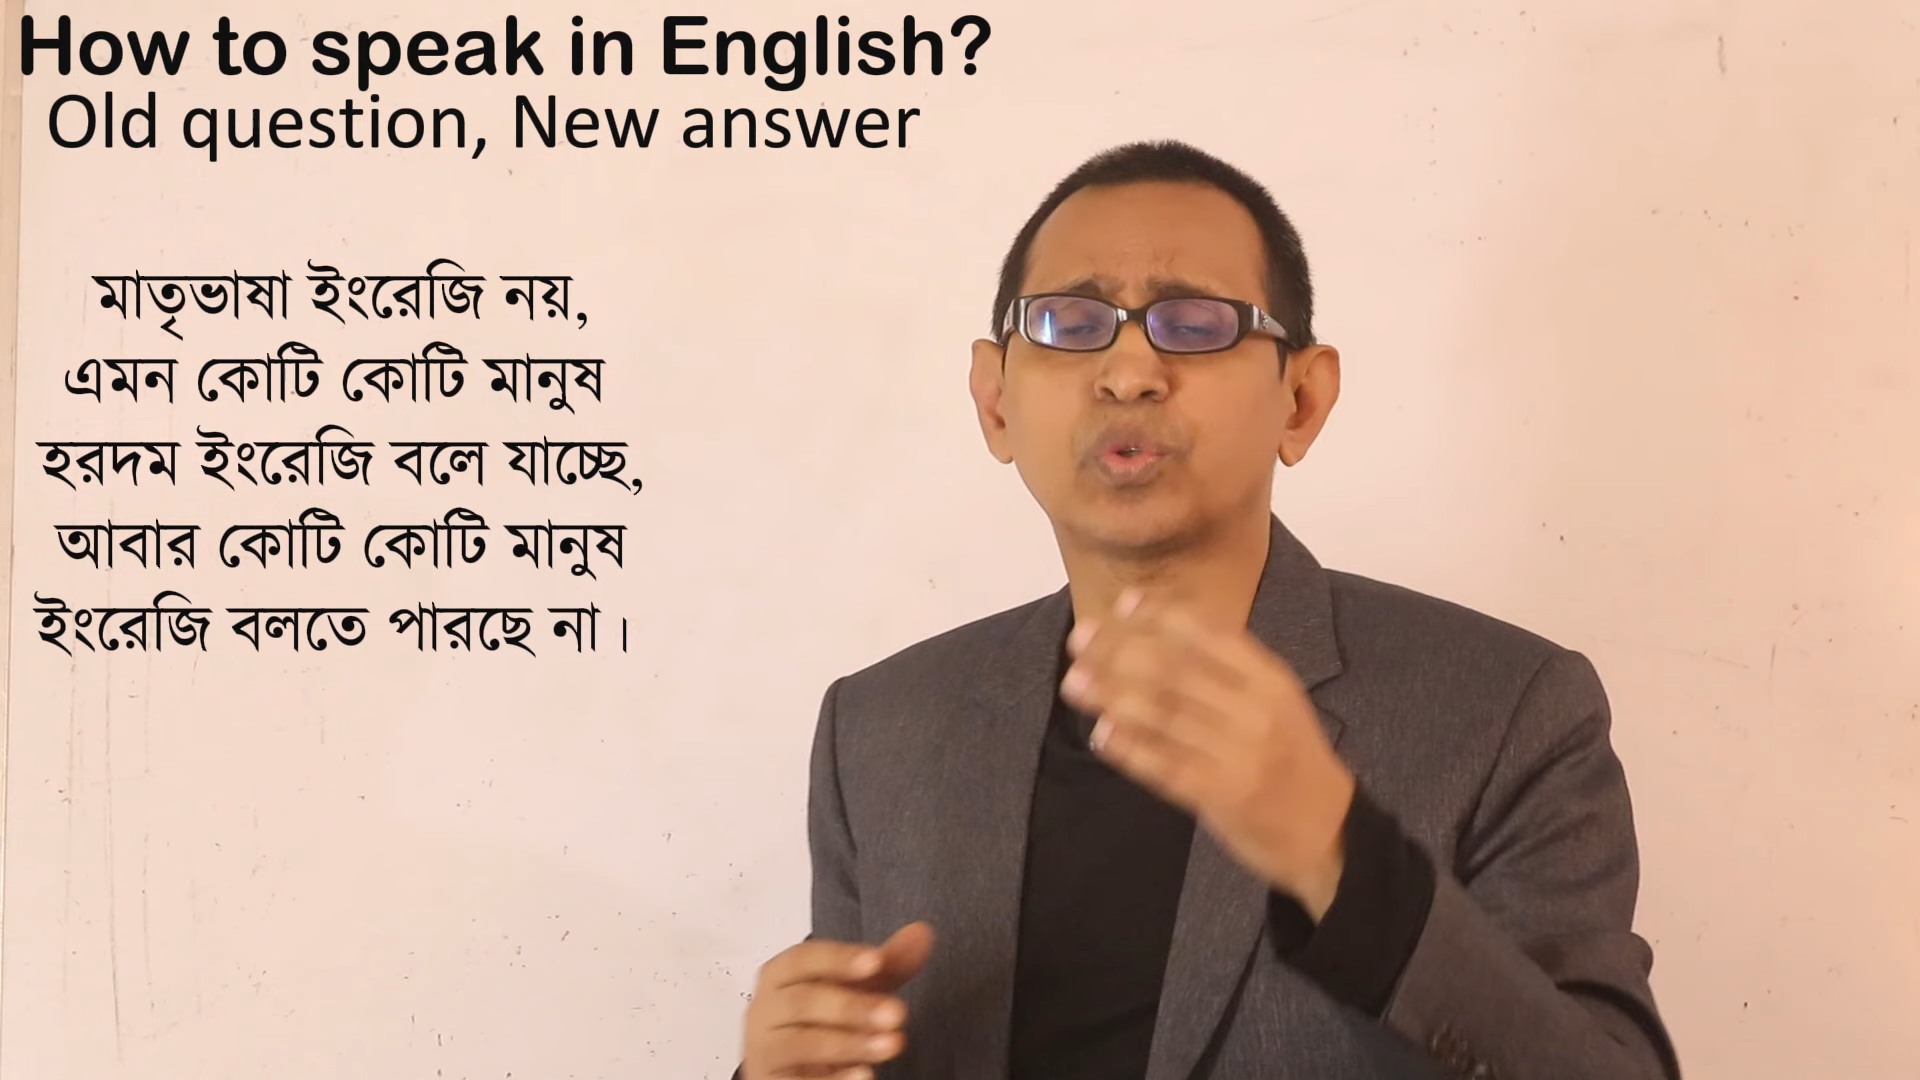 How to speak in English?
Old question, New answer
মাতৃভাষা ইংরেজি নয়,
এমন কোটি কোটি মানুষ
হরদম ইংরেজি বলে যাচ্ছে,
আবার কোটি কোটি মানুষ
ইংরেজি বলতে পারছে না।